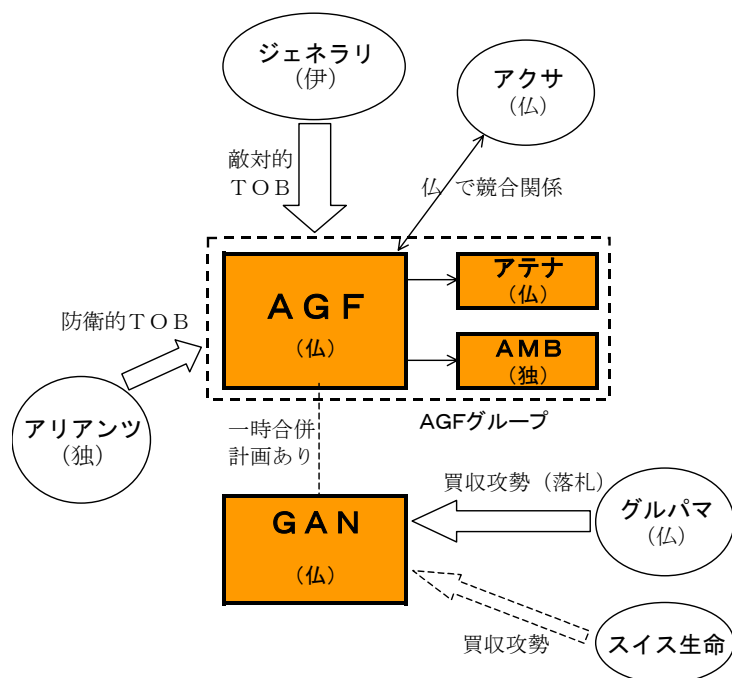 ジェネラリ
(伊)
アクサ
(仏)
敵対的
ＴＯＢ
仏 で競合関係
ＡＧＦ
(仏)
アテナ
(仏)
防衛的ＴＯＢ
AMB
(独)
アリアンツ
(独)
AGFグループ
一時合併
計画あり
買収攻勢（落札）
ＧＡＮ
(仏)
グルパマ
(仏)
買収攻勢
スイス生命